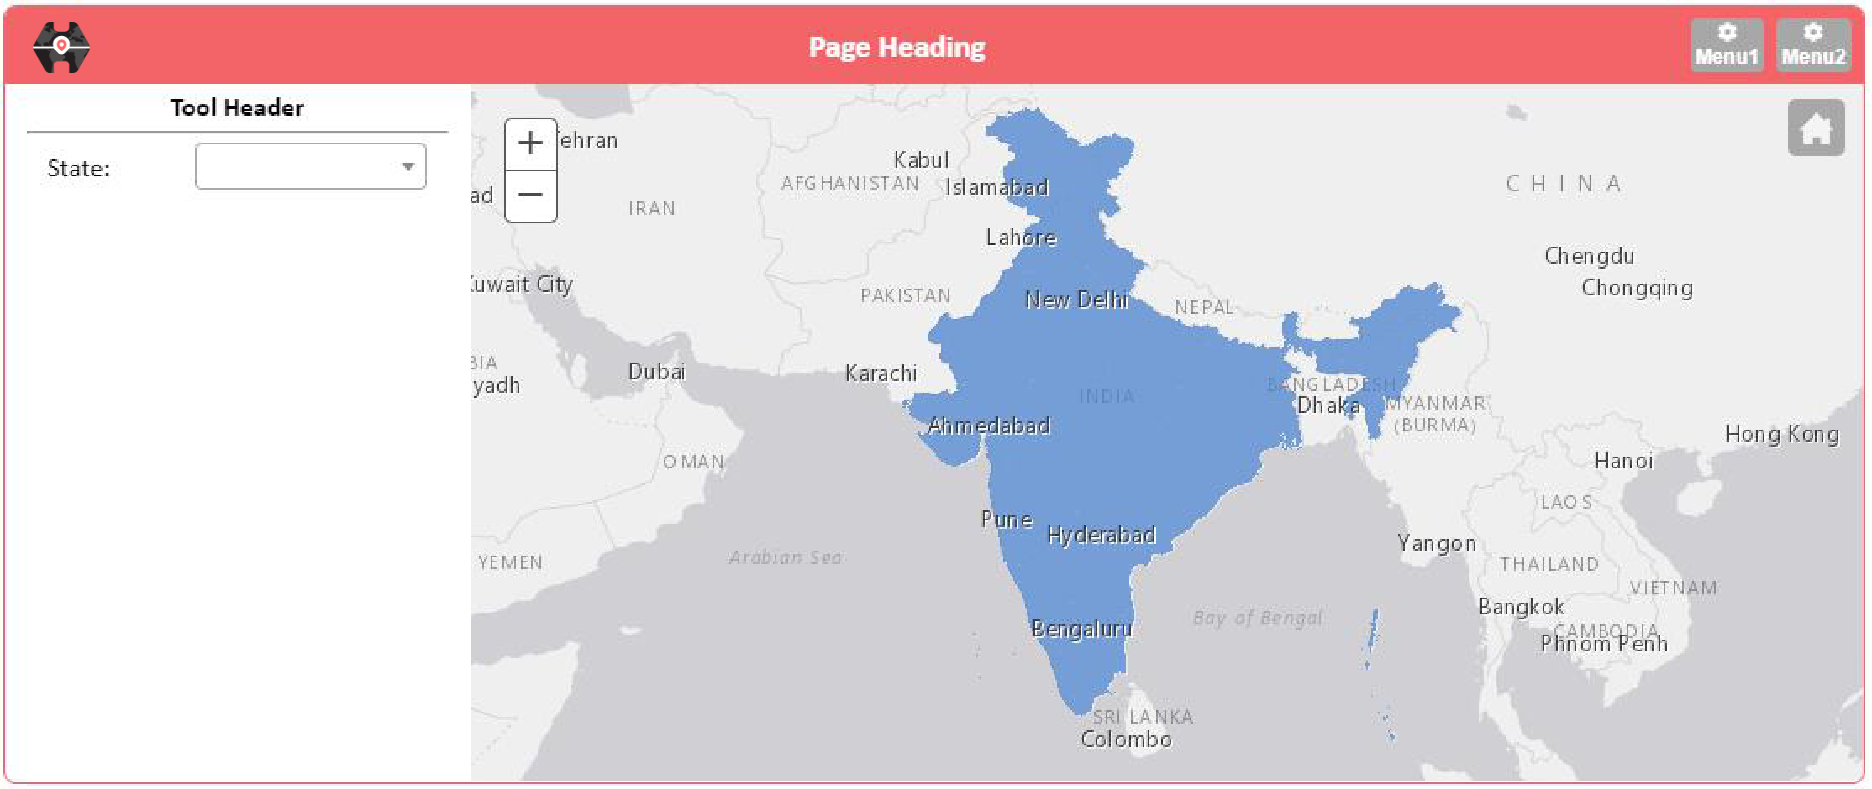 Page Heading
Menu1
Menu2
Tool Header
State:
ehran
Kabul
AFGHANISTAN
Islamabad
CHINA
ad
IRAN
Lahore
Chengdu
Kuwait City
Chongqing
PAKISTAN
New Delhi
NEPAL
BIA
Dubai
Karachi
yadh
INDIA
BANGLADESH
Dhaka
MYANMAR
(BURMA)
Ahmedabad
Hong Kong
OMAN
Hanoi
LAOS
Pune
Hyderabad
Yangon
YEMEN
Arabian Sea
THAILAND
VIETNAM
Bangkok
Bay of Bengal
Bengaluru
CAMBODIA
Phnom Penh
SRI LANKA
Colombo